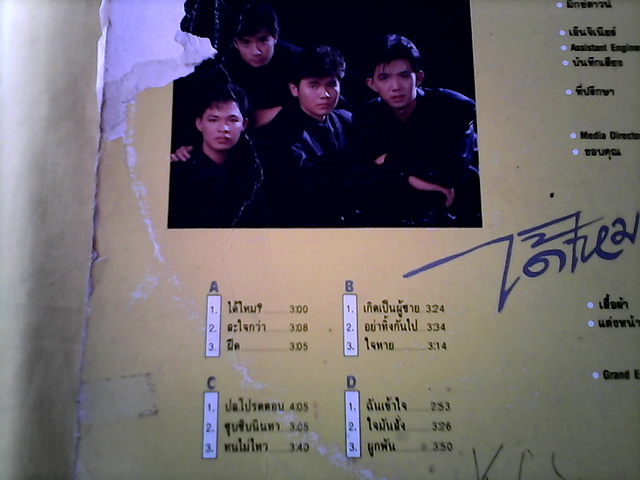 มิกซ์ดาวน์
เอ็นจิเนียร์
Assistant Engine
บันทึกเสียง
ที่ปรึกษา
Media Directo
ขอบคุณ
ได้ไหม
A
1. ได้ไหม? 3:00
2. สะใจกว่า 3:08
3. ฝืด 3:05
B
1. เกิดเป็นผู้ชาย 3:24
2. อย่าทิ้งกันไป 3:34
3. ใจหาย 3:14
เสื้อผ้า
แต่งหน้า
Grand E
C
1. ปล.โปรดตอบ 4:05
2. ซุบซิบนินทา 3:05
3. ทนไม่ไหว 3:40
D
1. ฉันเข้าใจ 2:53
2. ใจมันสั่ง 3:26
3. ผูกพัน 3:50